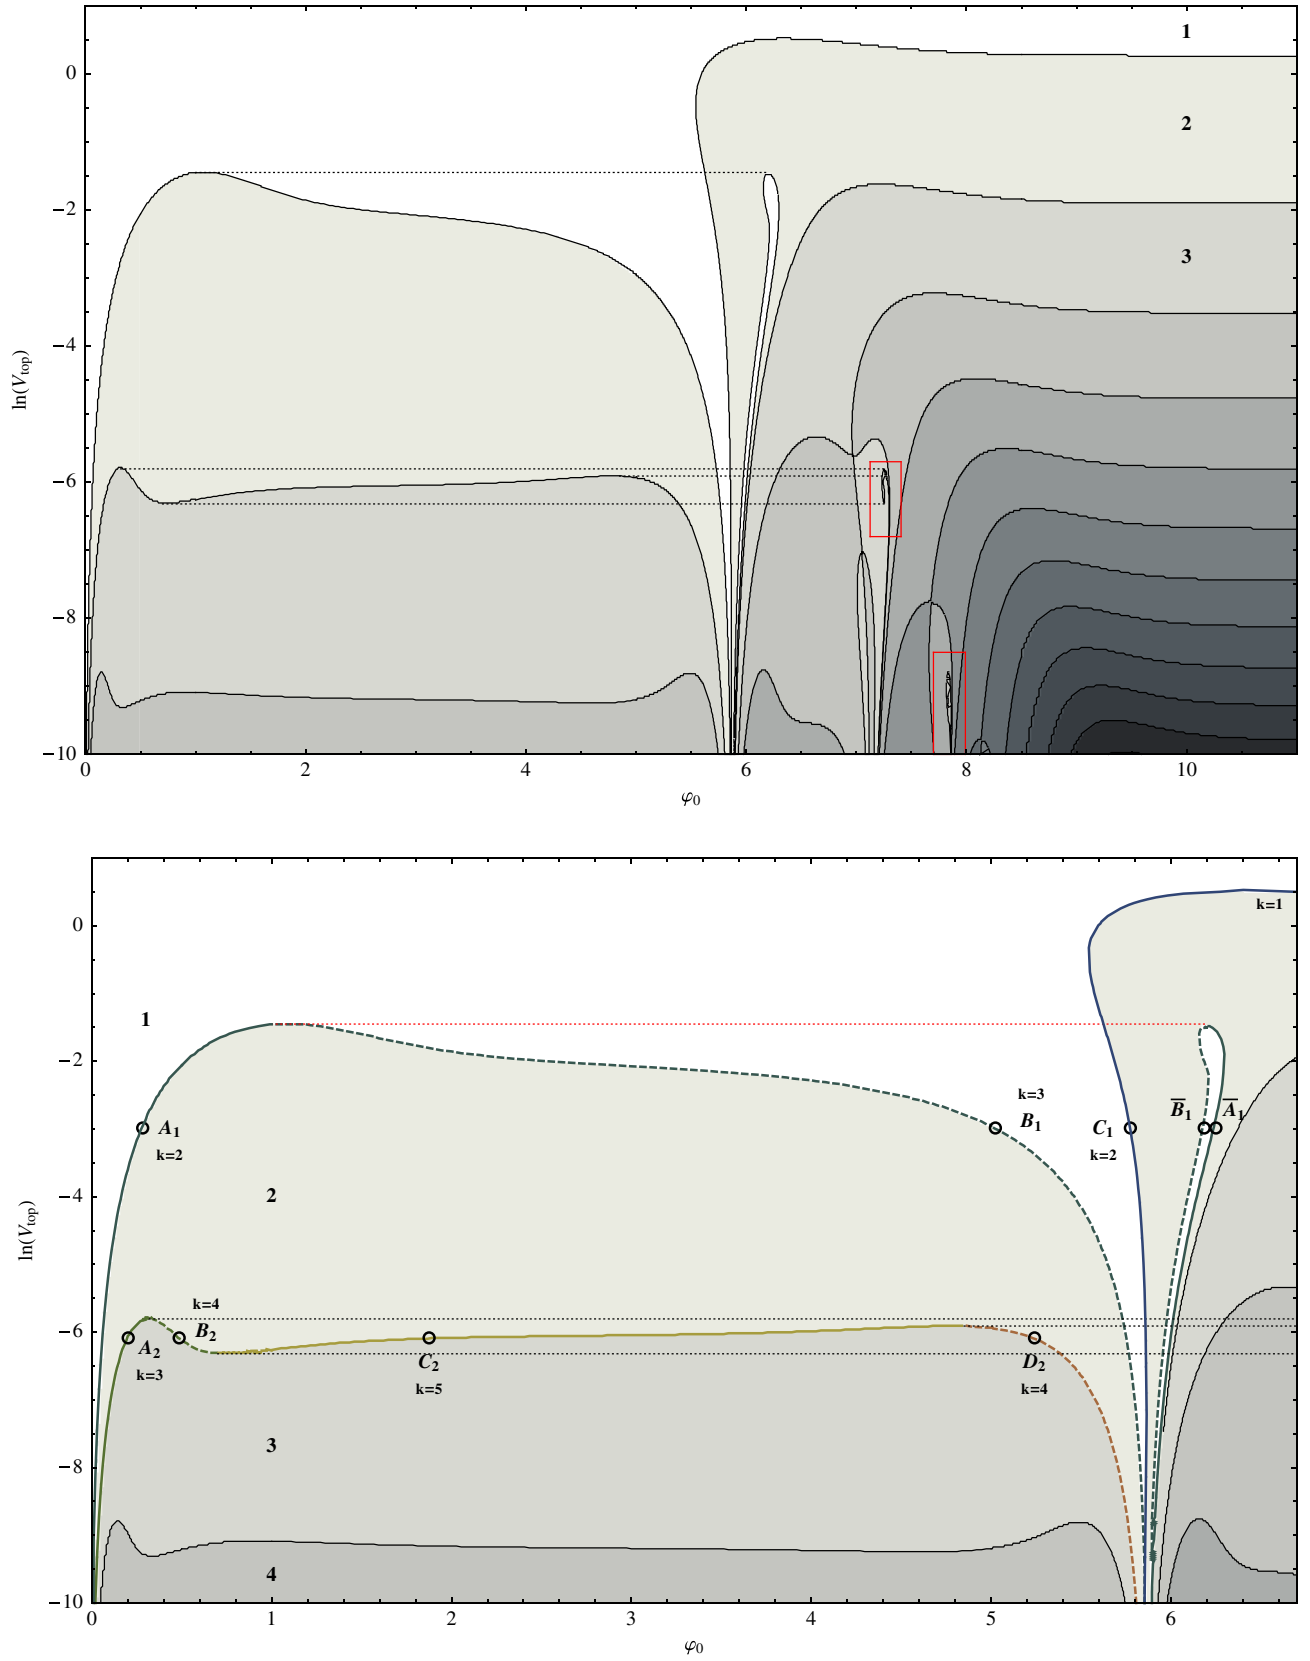 1
0
2
−2
3
−4
ln(V_top)
−6
−8
−10
0 2 4 6 8 10
φ₀
0
k=1
1
−2
k=3
A₁ B₁ C₁ B̅₁ A̅₁
k=2 k=2
2
−4
ln(V_top)
k=4
−6
B₂
A₂ C₂ D₂
k=3 k=5 k=4
3
−8
4
−10
0 1 2 3 4 5 6
φ₀